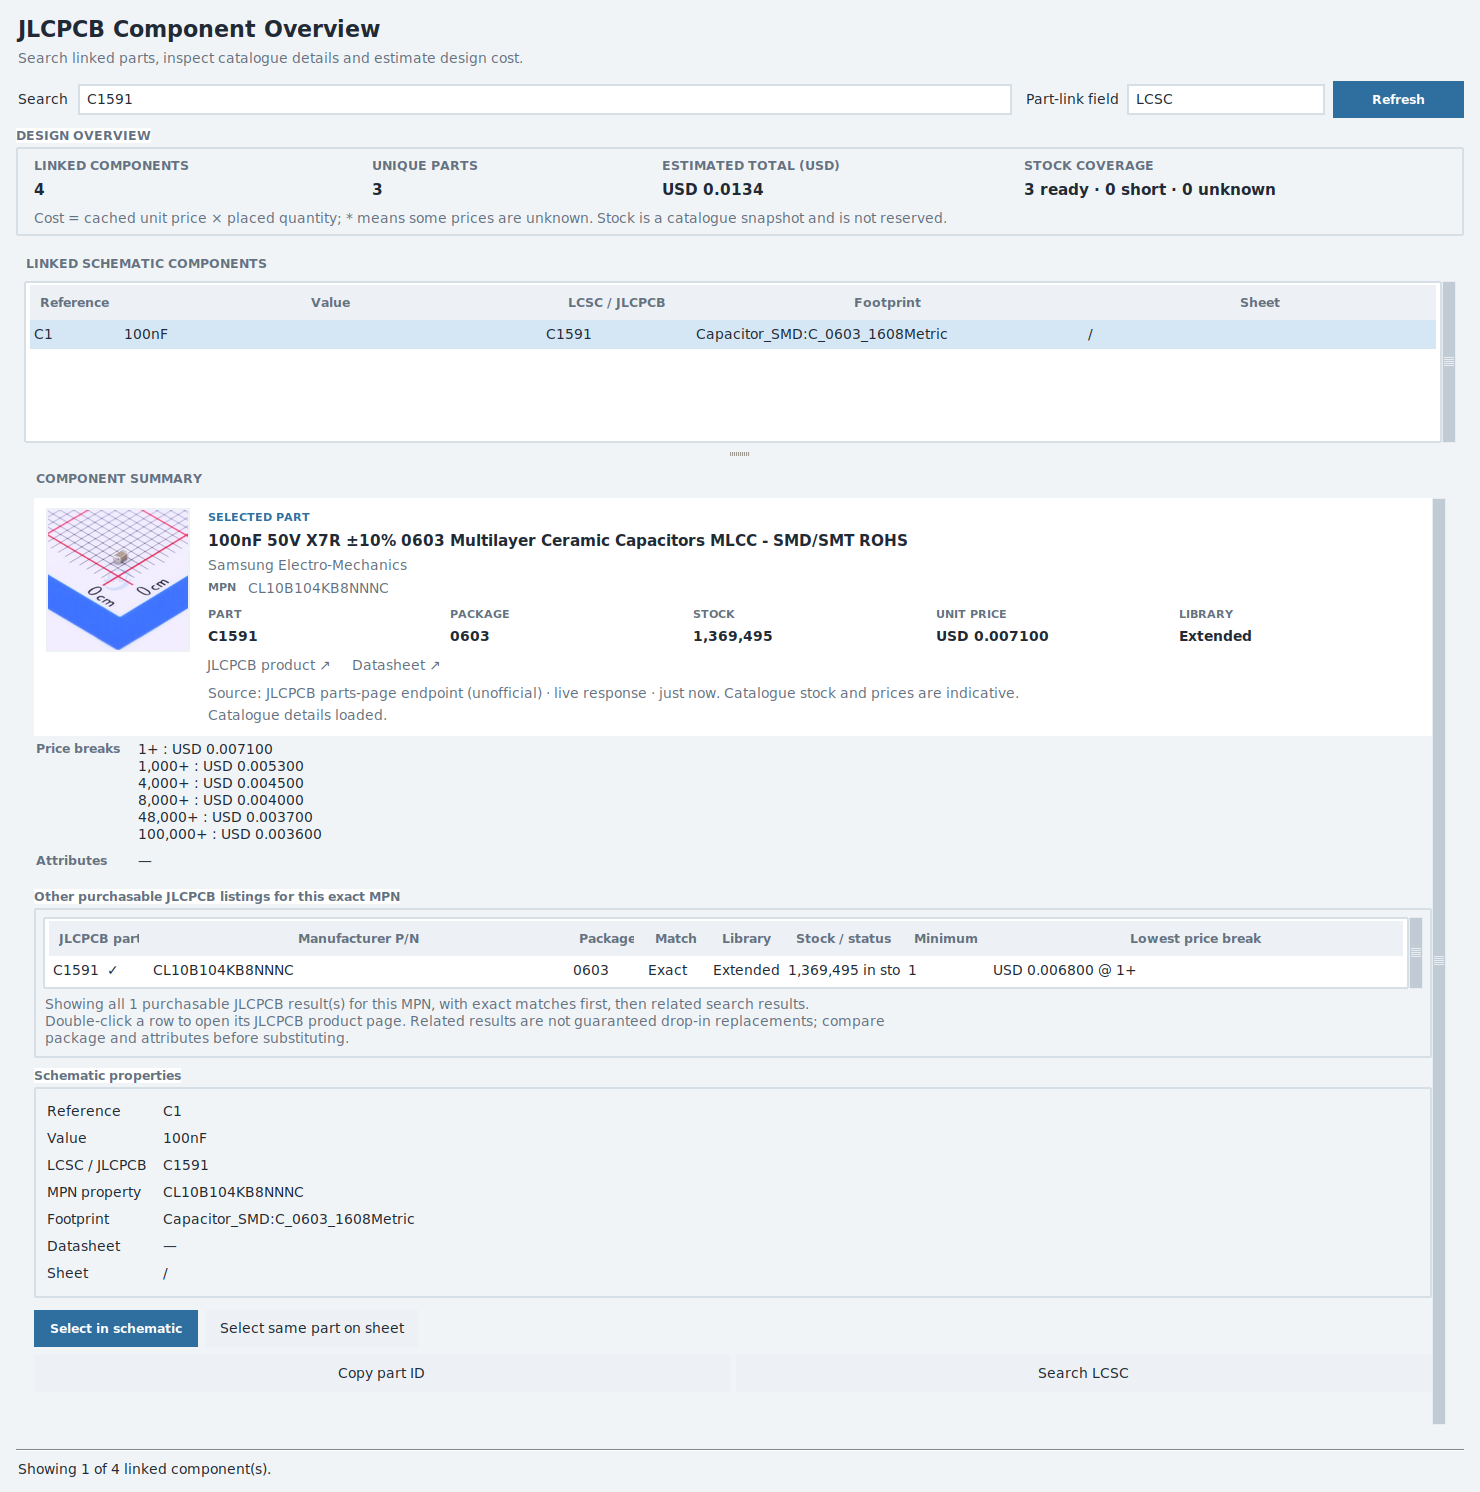 JLCPCB Component Overview
Search linked parts, inspect catalogue details and estimate design cost.
Search C1591 Part-link field LCSC Refresh
DESIGN OVERVIEW
LINKED COMPONENTS UNIQUE PARTS ESTIMATED TOTAL (USD) STOCK COVERAGE
4 3 USD 0.0134 3 ready · 0 short · 0 unknown
Cost = cached unit price × placed quantity; * means some prices are unknown. Stock is a catalogue snapshot and is not reserved.
LINKED SCHEMATIC COMPONENTS
Reference Value LCSC / JLCPCB Footprint Sheet
C1 100nF C1591 Capacitor_SMD:C_0603_1608Metric /
COMPONENT SUMMARY
0 cm 0 cm
SELECTED PART
100nF 50V X7R ±10% 0603 Multilayer Ceramic Capacitors MLCC - SMD/SMT ROHS
Samsung Electro-Mechanics
MPN CL10B104KB8NNNC
PART PACKAGE STOCK UNIT PRICE LIBRARY
C1591 0603 1,369,495 USD 0.007100 Extended
JLCPCB product ↗ Datasheet ↗
Source: JLCPCB parts-page endpoint (unofficial) · live response · just now. Catalogue stock and prices are indicative.
Catalogue details loaded.
Price breaks 1+ : USD 0.007100
1,000+ : USD 0.005300
4,000+ : USD 0.004500
8,000+ : USD 0.004000
48,000+ : USD 0.003700
100,000+ : USD 0.003600
Attributes —
Other purchasable JLCPCB listings for this exact MPN
JLCPCB part Manufacturer P/N Package Match Library Stock / status Minimum Lowest price break
C1591 ✓ CL10B104KB8NNNC 0603 Exact Extended 1,369,495 in sto 1 USD 0.006800 @ 1+
Showing all 1 purchasable JLCPCB result(s) for this MPN, with exact matches first, then related search results.
Double-click a row to open its JLCPCB product page. Related results are not guaranteed drop-in replacements; compare
package and attributes before substituting.
Schematic properties
Reference C1
Value 100nF
LCSC / JLCPCB C1591
MPN property CL10B104KB8NNNC
Footprint Capacitor_SMD:C_0603_1608Metric
Datasheet —
Sheet /
Select in schematic Select same part on sheet
Copy part ID Search LCSC
Showing 1 of 4 linked component(s).